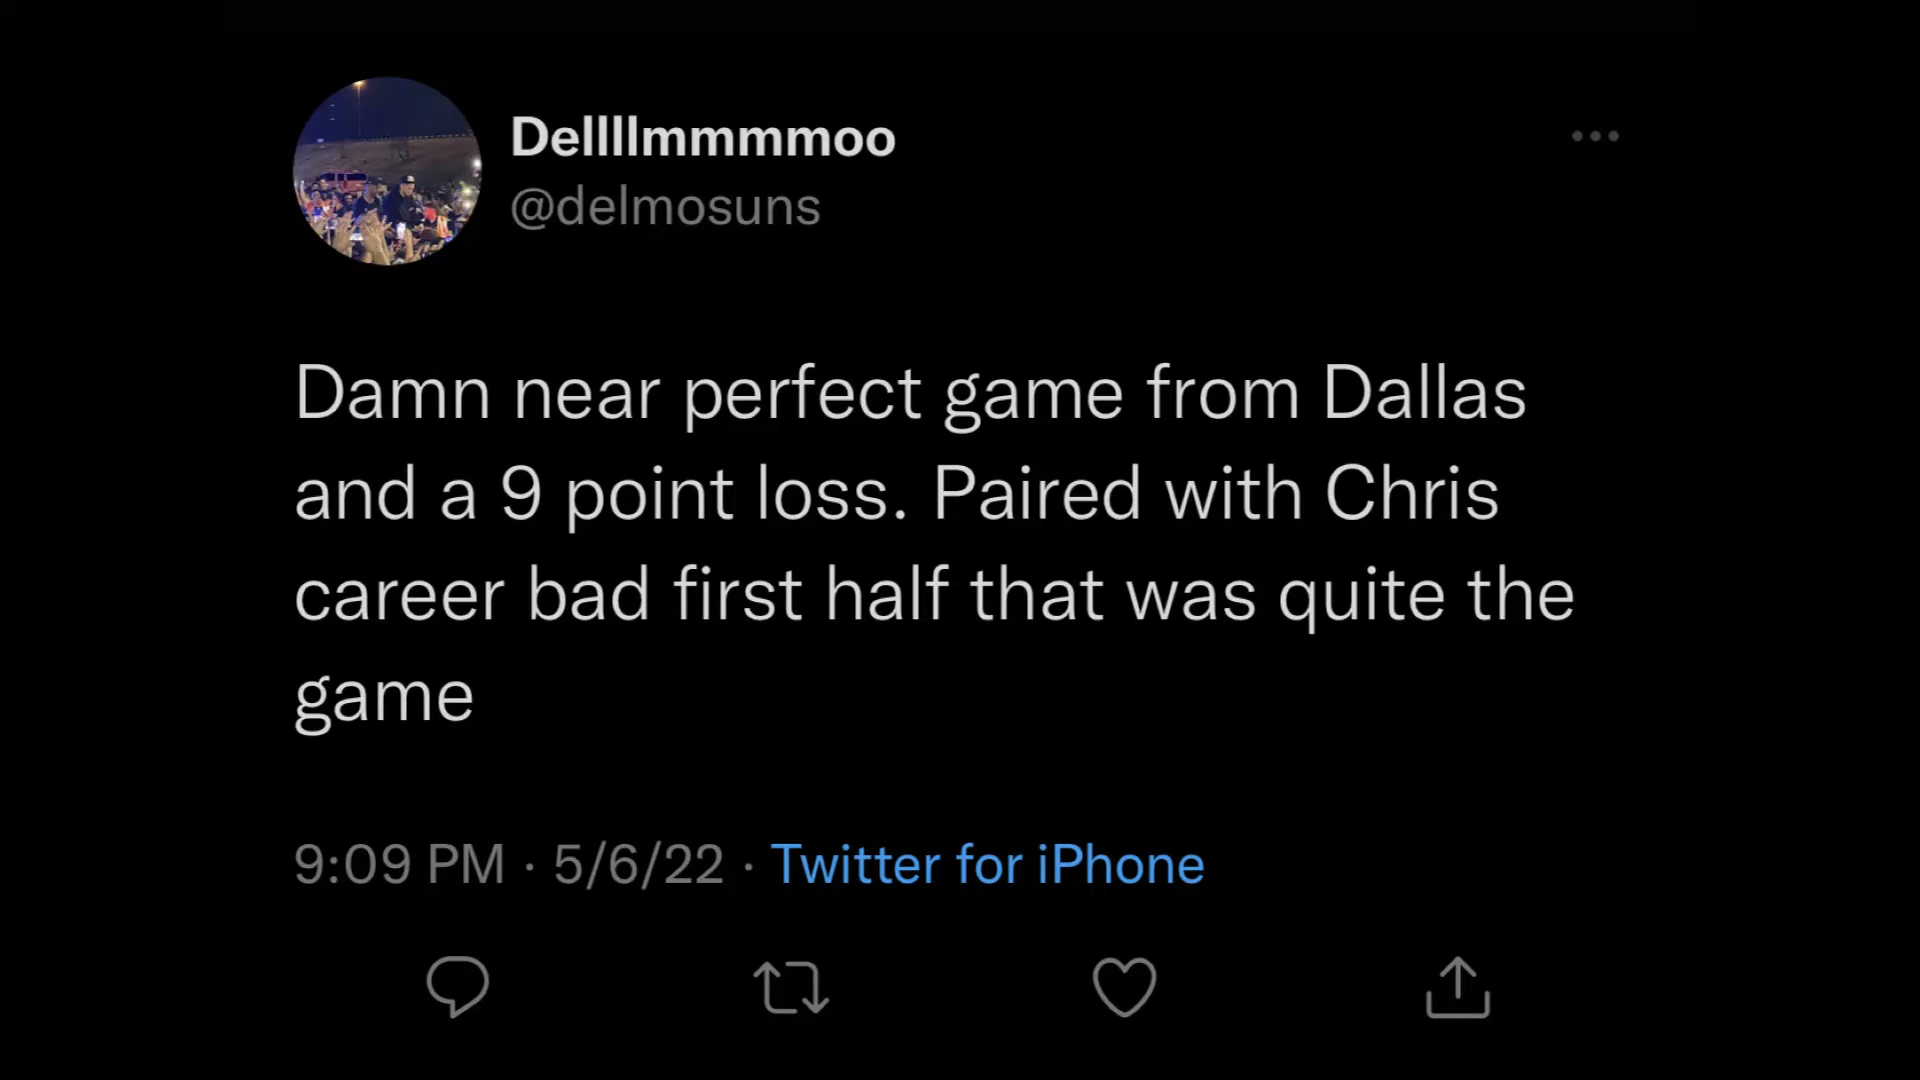 Dellllmmmmoo
@delmosuns
Damn near perfect game from Dallas
and a 9 point loss. Paired with Chris
career bad first half that was quite the
game
9:09 PM · 5/6/22 · Twitter for iPhone